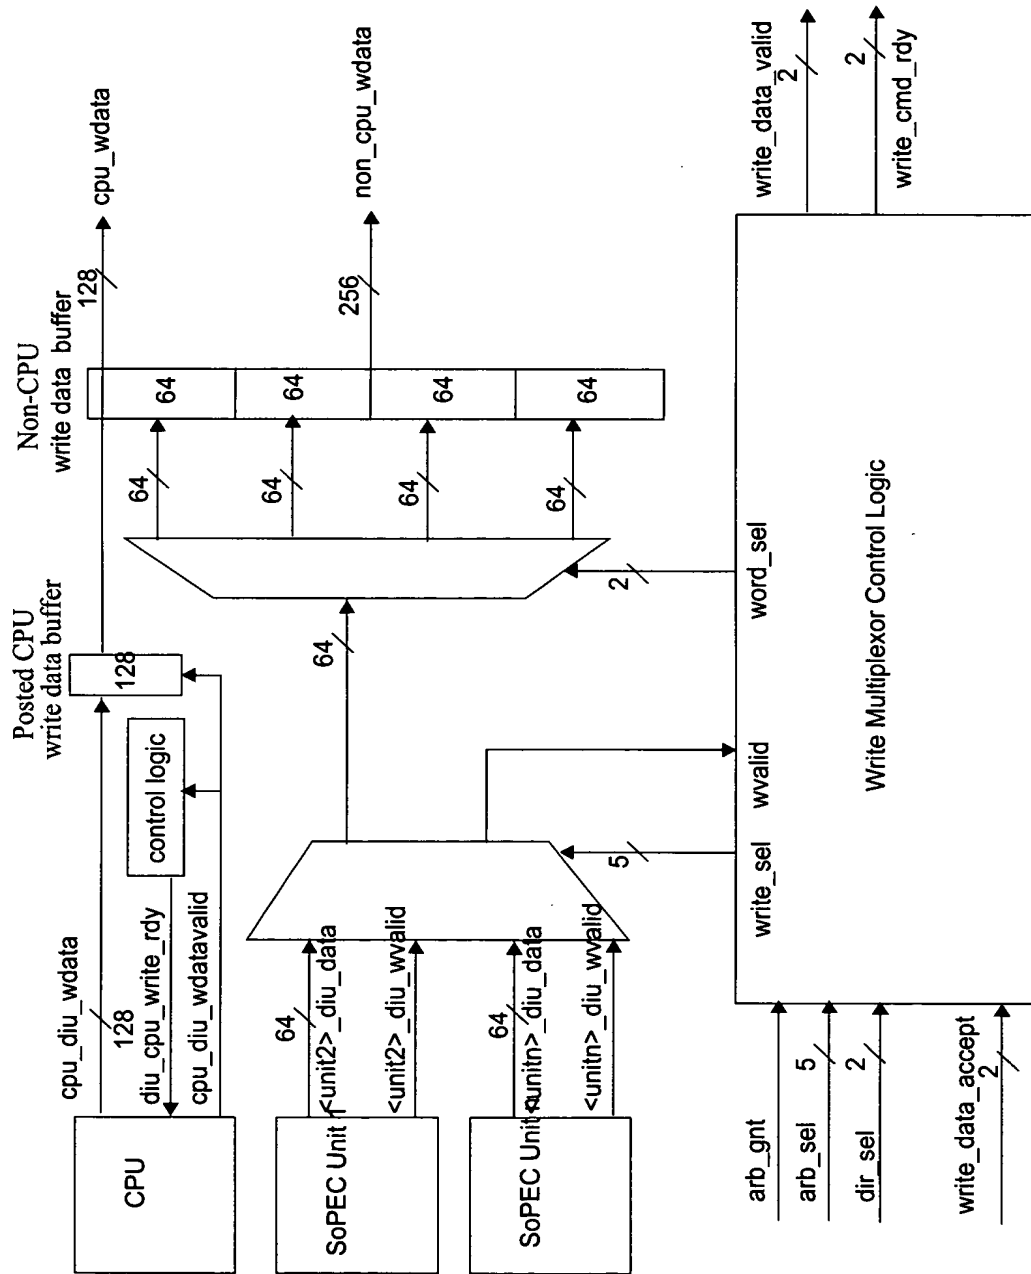 Posted CPU
write data buffer
Non-CPU
write data buffer
CPU
cpu_diu_wdata
128
diu_cpu_write_rdy
cpu_diu_wdatavalid
control logic
128
128
cpu_wdata
SoPEC Unit 1
64
<unit2>_diu_data
<unit2>_diu_wvalid
SoPEC Unit n
64
<unitn>_diu_data
<unitn>_diu_wvalid
64
64
64
64
64
64
64
64
64
256
non_cpu_wdata
5
2
write_sel
wvalid
word_sel
Write Multiplexor Control Logic
arb_gnt
arb_sel
5
dir_sel
2
write_data_accept
2
write_data_valid
2
write_cmd_rdy
2